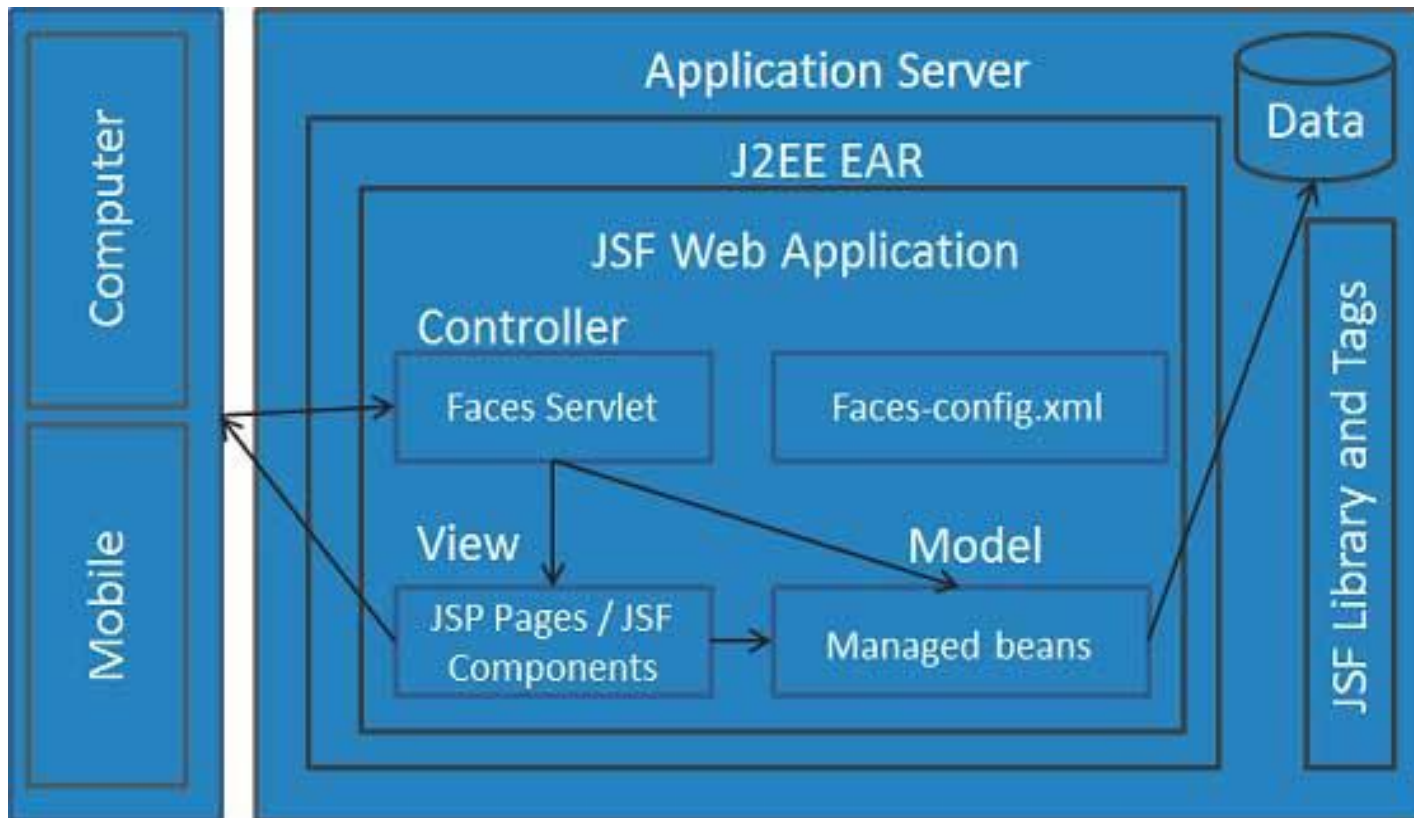 Computer
Mobile
Application Server
Data
J2EE EAR
JSF Web Application
Controller
Faces Servlet
Faces-config.xml
View
Model
JSP Pages / JSF
Components
Managed beans
JSF Library and Tags